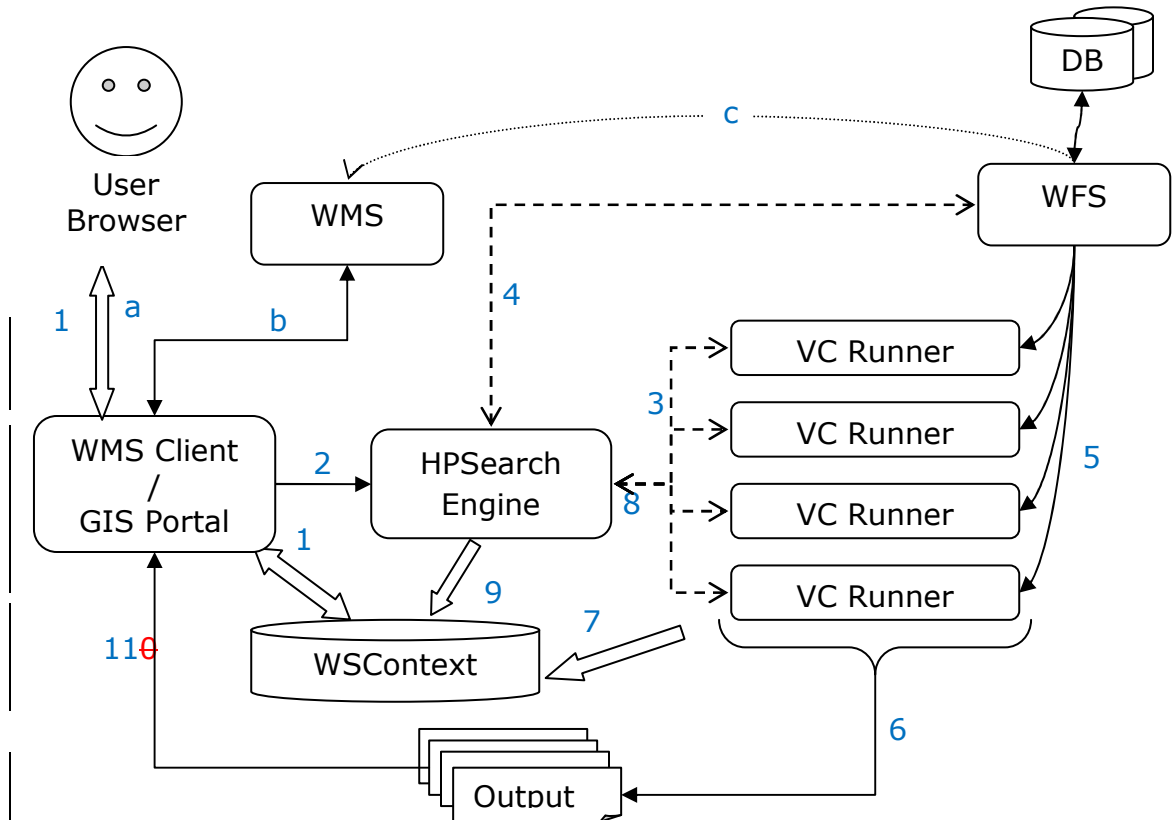 DB
c
User
Browser
WMS
WFS
1
a
b
4
VC Runner
3
VC Runner
WMS Client
/
GIS Portal
2
HPSearch
Engine
8
5
VC Runner
1
9
VC Runner
7
WSContext
110
6
Output